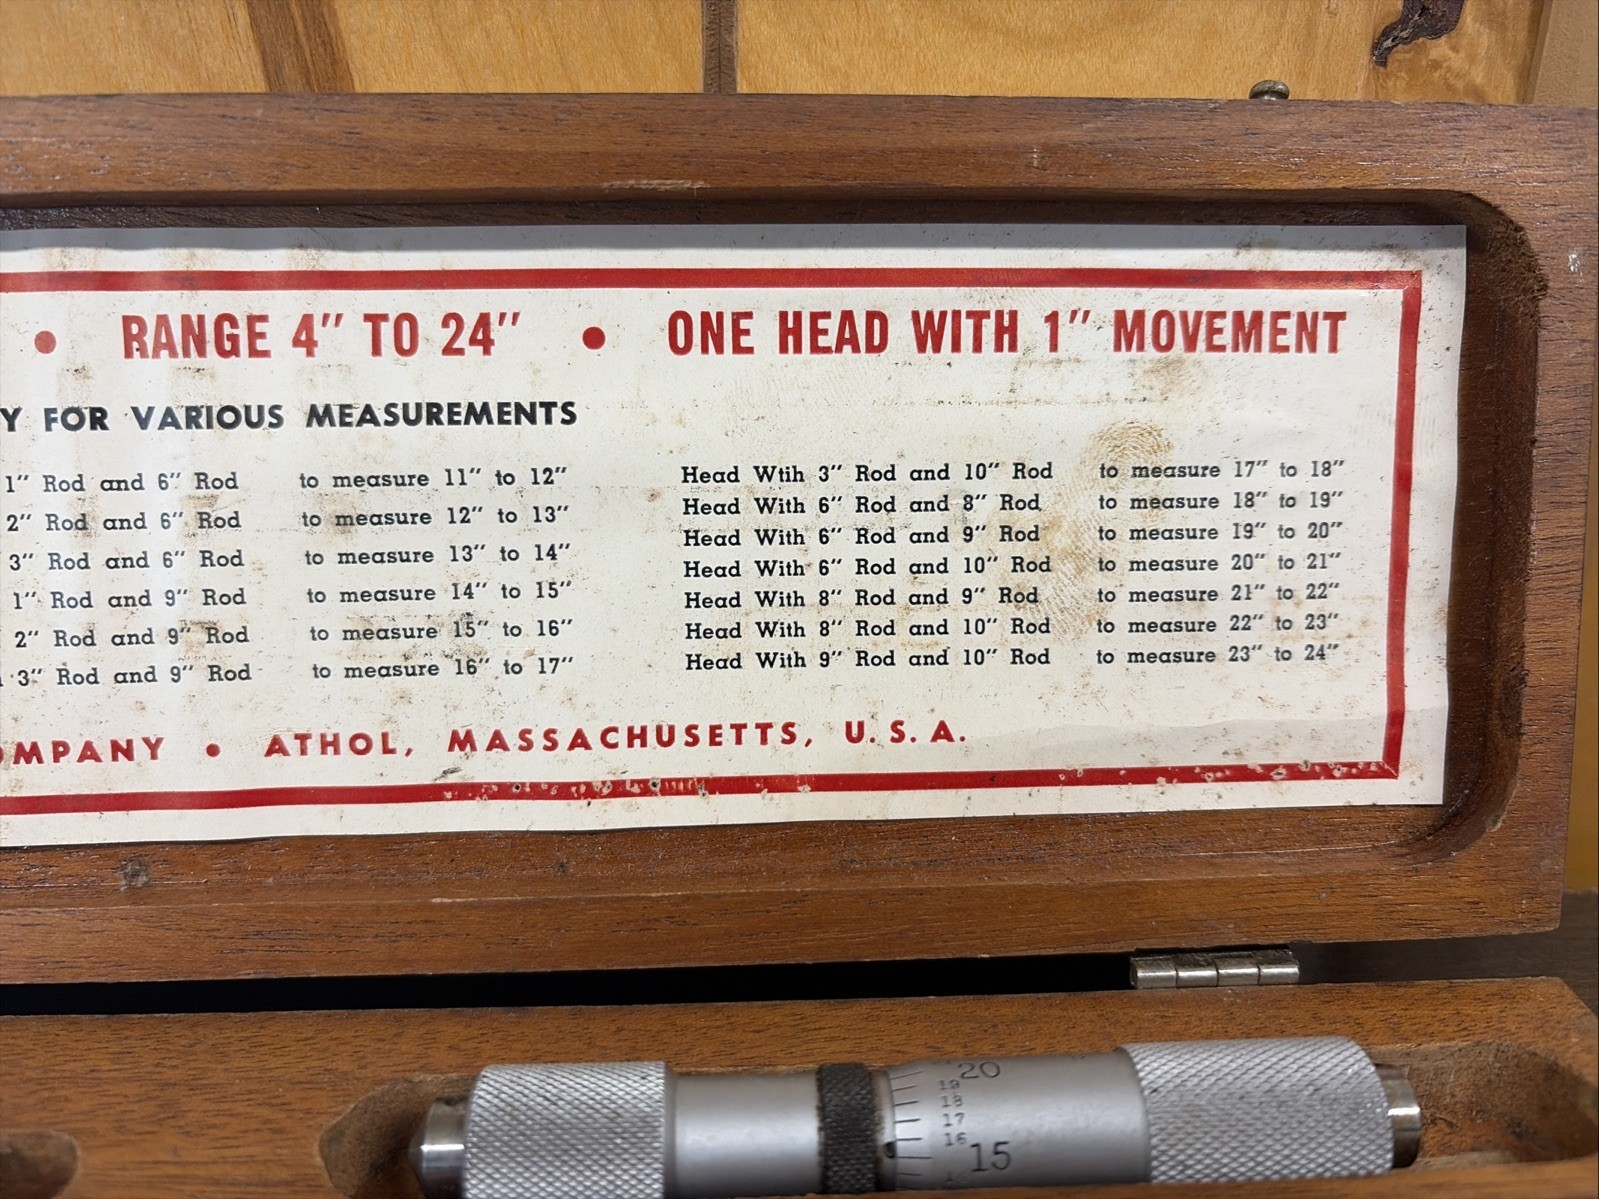 • RANGE 4″ TO 24″ • ONE HEAD WITH 1″ MOVEMENT
Y FOR VARIOUS MEASUREMENTS
1″ Rod and 6″ Rod to measure 11″ to 12″
2″ Rod and 6″ Rod to measure 12″ to 13″
3″ Rod and 6″ Rod to measure 13″ to 14″
1″ Rod and 9″ Rod to measure 14″ to 15″
2″ Rod and 9″ Rod to measure 15″ to 16″
3″ Rod and 9″ Rod to measure 16″ to 17″
Head Wtih 3″ Rod and 10″ Rod to measure 17″ to 18″
Head With 6″ Rod and 8″ Rod to measure 18″ to 19″
Head With 6″ Rod and 9″ Rod to measure 19″ to 20″
Head With 6″ Rod and 10″ Rod to measure 20″ to 21″
Head With 8″ Rod and 9″ Rod to measure 21″ to 22″
Head With 8″ Rod and 10″ Rod to measure 22″ to 23″
Head With 9″ Rod and 10″ Rod to measure 23″ to 24″
OMPANY • ATHOL, MASSACHUSETTS, U. S. A.
20
19
18
17
16
15